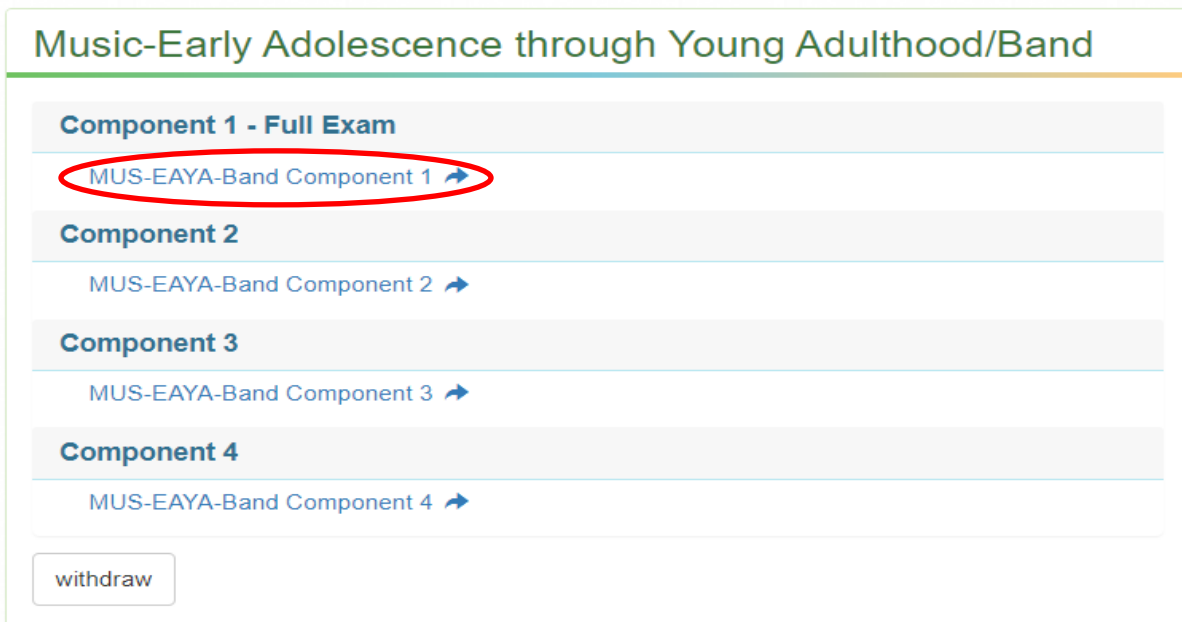 Music-Early Adolescence through Young Adulthood/Band
Component 1 - Full Exam
MUS-EAYA-Band Component 1
Component 2
MUS-EAYA-Band Component 2
Component 3
MUS-EAYA-Band Component 3
Component 4
MUS-EAYA-Band Component 4
withdraw